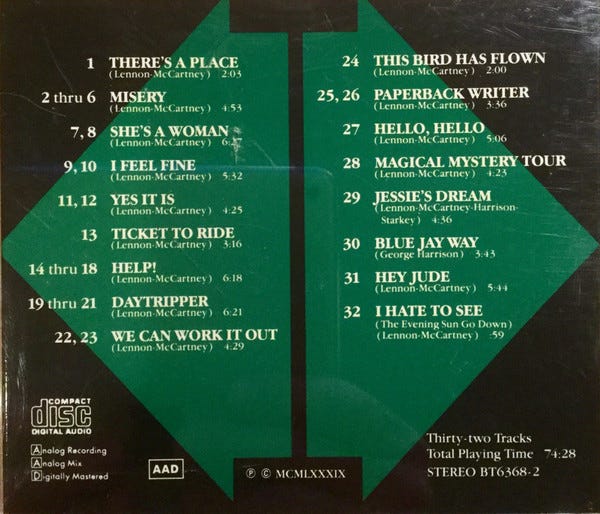 1 THERE'S A PLACE
(Lennon-McCartney) 2:03
2 thru 6 MISERY
(Lennon-McCartney) 4:53
7, 8 SHE'S A WOMAN
(Lennon-McCartney)
9, 10 I FEEL FINE
(Lennon-McCartney) 5:32
11, 12 YES IT IS
(Lennon-McCartney) 4:25
13 TICKET TO RIDE
(Lennon-McCartney) 3:16
14 thru 18 HELP!
(Lennon-McCartney) 6:18
19 thru 21 DAYTRIPPER
(Lennon-McCartney) 6:21
22, 23 WE CAN WORK IT OUT
(Lennon-McCartney) 4:29
24 THIS BIRD HAS FLOWN
(Lennon-McCartney) 2:00
25, 26 PAPERBACK WRITER
(Lennon-McCartney) 3:36
27 HELLO, HELLO
(Lennon-McCartney) 5:06
28 MAGICAL MYSTERY TOUR
(Lennon-McCartney) 4:23
29 JESSIE'S DREAM
(Lennon-McCartney-Harrison-
Starkey) 4:36
30 BLUE JAY WAY
(George Harrison) 3:43
31 HEY JUDE
(Lennon-McCartney) 5:44
32 I HATE TO SEE
(The Evening Sun Go Down)
(Lennon-McCartney) :59
COMPACT
disc
DIGITAL AUDIO
Analog Recording
Analog Mix
Digitally Mastered
AAD
Ⓟ © MCMLXXXIX
Thirty-two Tracks
Total Playing Time 74:28
STEREO BT6368-2